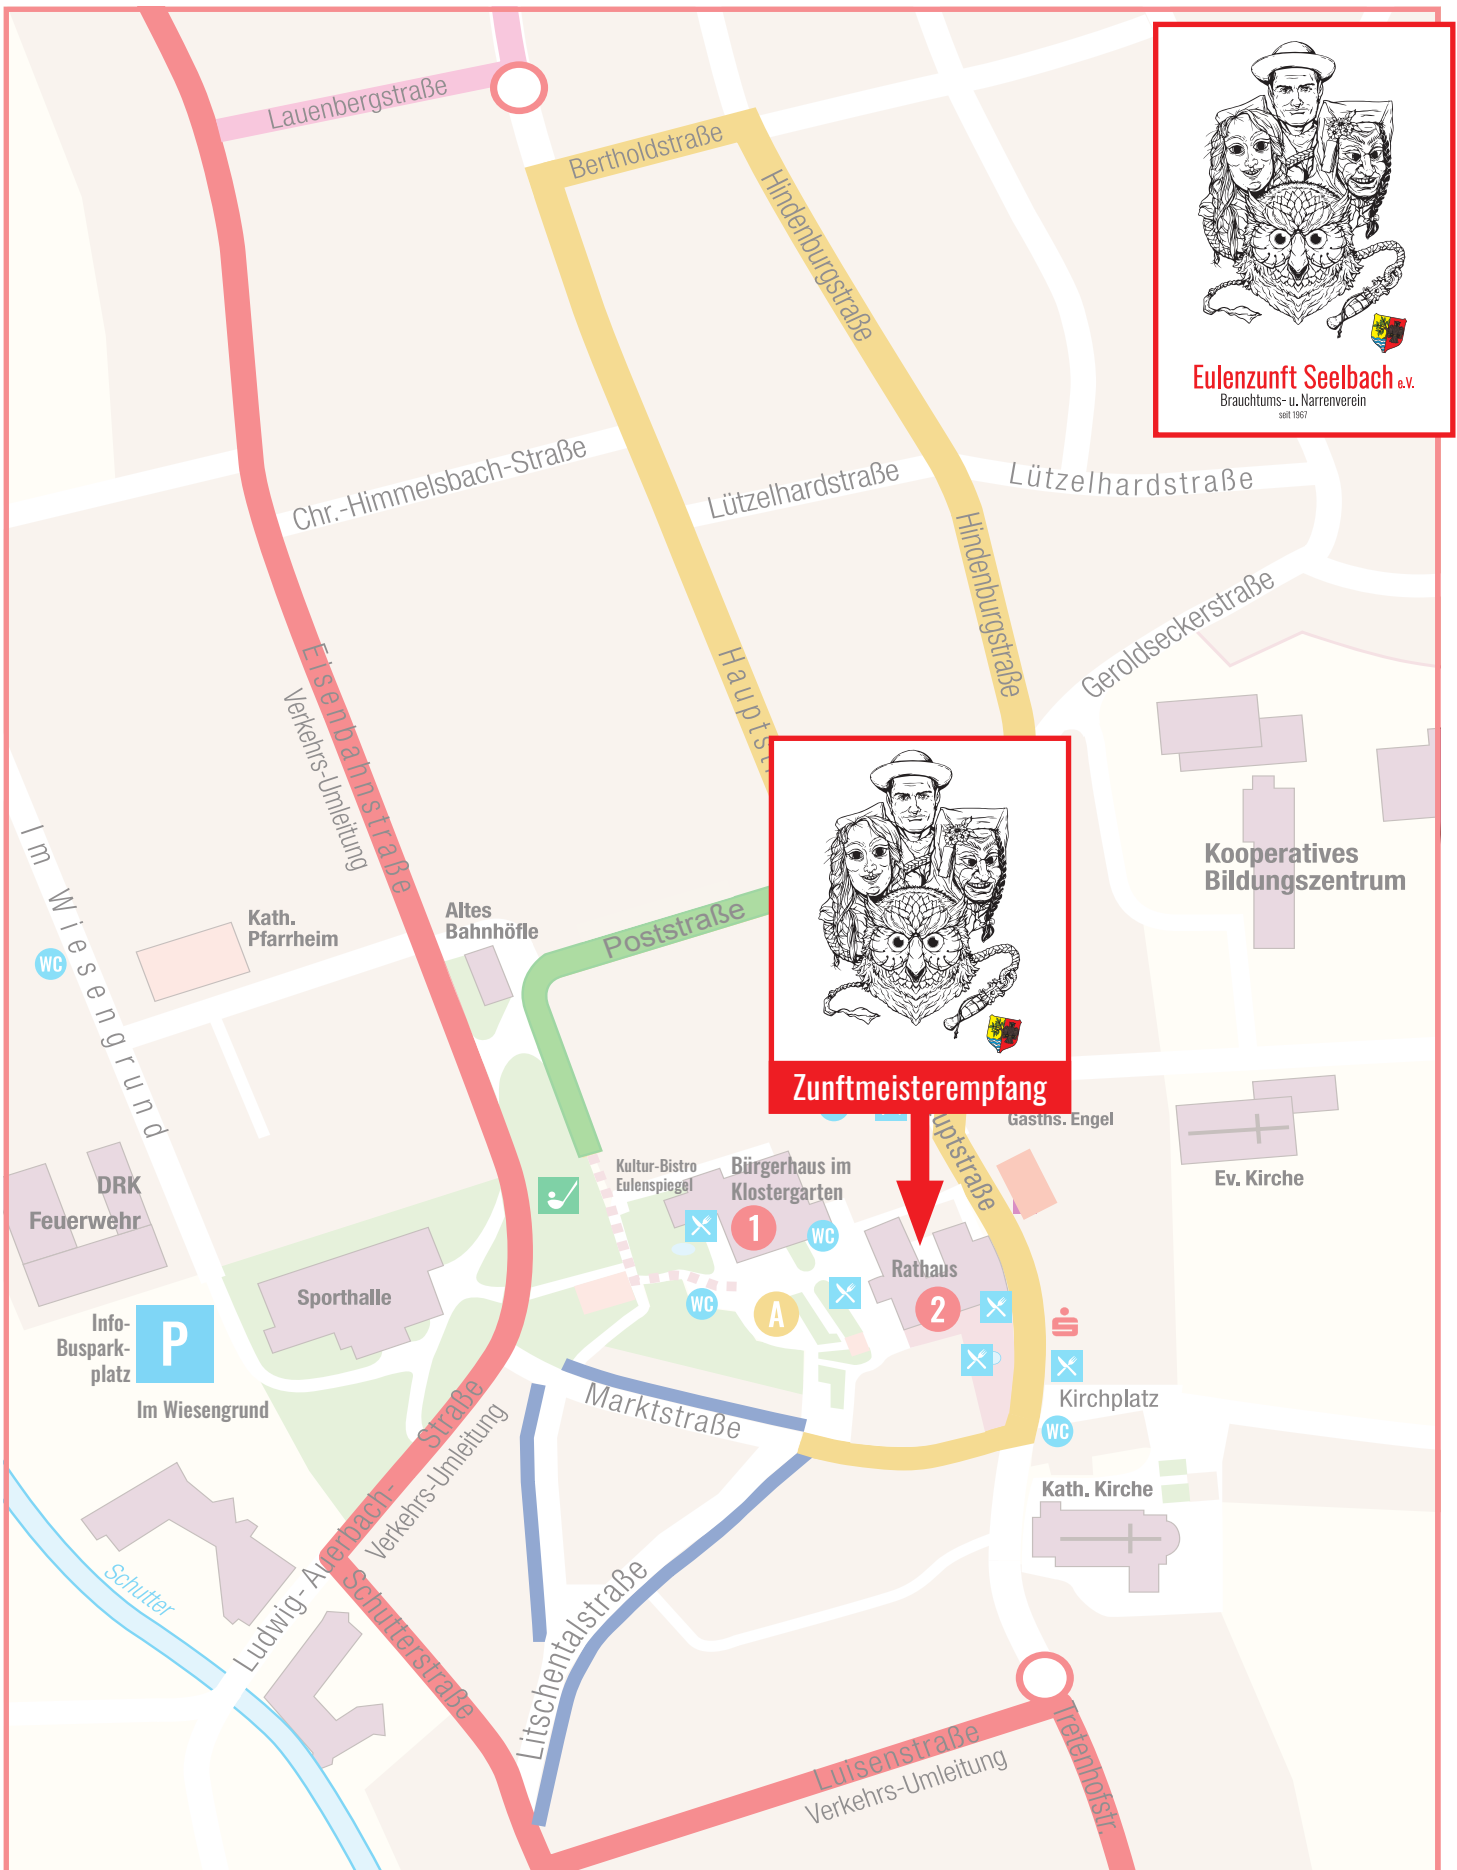 Lauenbergstraße
Bertholdstraße
Hindenburgstraße
Eulenzunft Seelbach e.V.
Brauchtums- u. Narrenverein
seit 1967
Chr.-Himmelsbach-Straße
Lützelhardstraße
Lützelhardstraße
Hindenburgstraße
Geroldseckerstraße
Eisenbahnstraße
Verkehrs-Umleitung
Hauptst
Im Wiesengrund
Kooperatives
Bildungszentrum
Kath.
Pfarrheim
Altes
Bahnhöfle
Poststraße
WC
Zunftmeisterempfang
Gasths. Engel
uptstraße
Ev. Kirche
DRK
Feuerwehr
Kultur-Bistro
Eulenspiegel
Bürgerhaus im
Klostergarten
1
WC
Rathaus
2
Sporthalle
WC
A
Info-
Buspark-
platz
P
Im Wiesengrund
Marktstraße
Kirchplatz
WC
Kath. Kirche
Ludwig-Auerbach-Straße
Verkehrs-Umleitung
Schutter
Schutterstraße
Litschentalstraße
Luisenstraße
Verkehrs-Umleitung
Tretenhofstr.